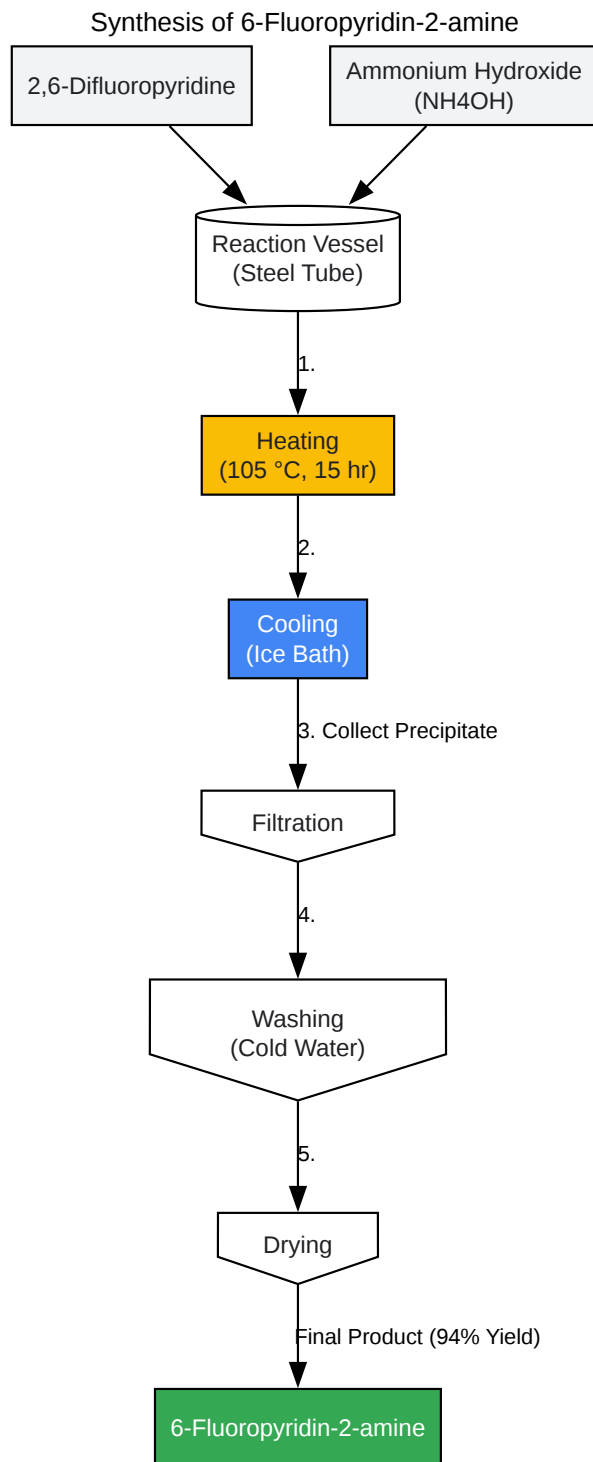 Synthesis of 6-Fluoropyridin-2-amine
2,6-Difluoropyridine
Ammonium Hydroxide
(NH4OH)
Reaction Vessel
(Steel Tube)
1.
Heating
(105 °C, 15 hr)
2.
Cooling
(Ice Bath)
3. Collect Precipitate
Filtration
4.
Washing
(Cold Water)
5.
Drying
Final Product (94% Yield)
6-Fluoropyridin-2-amine